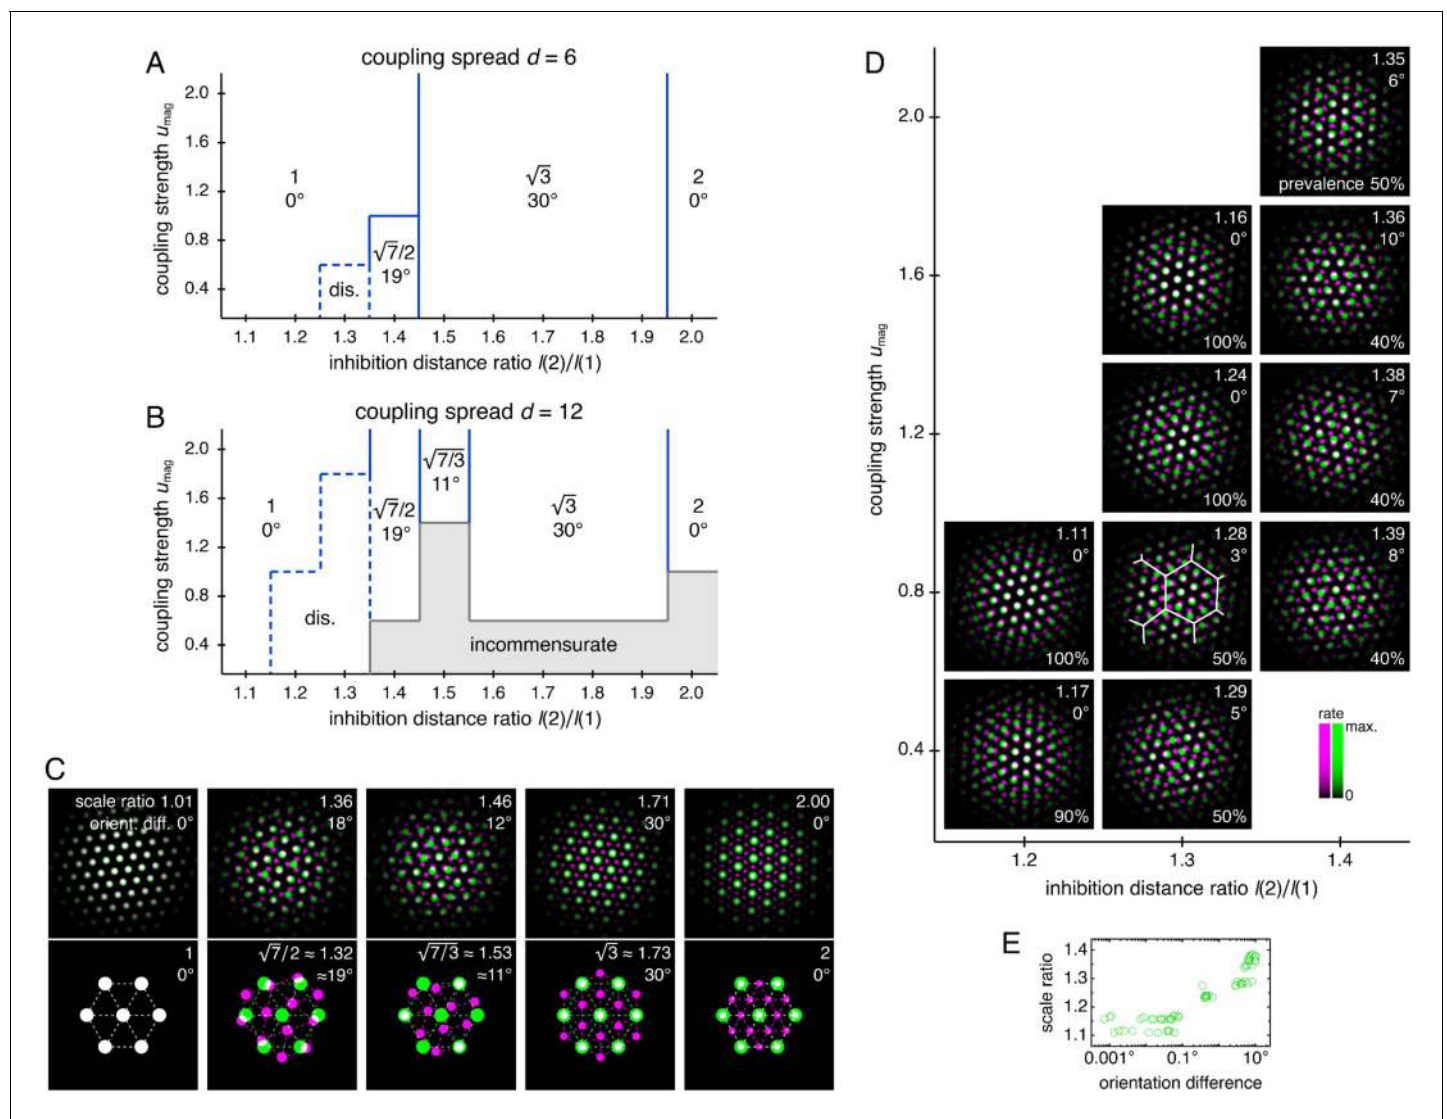 A
coupling spread d = 6
coupling strength u_mag
2.0
1.6
1.2
0.8
0.4
1
0°
dis.
√7/2
19°
√3
30°
2
0°
1.1 1.2 1.3 1.4 1.5 1.6 1.7 1.8 1.9 2.0
inhibition distance ratio l(2)/l(1)
B
coupling spread d = 12
coupling strength u_mag
2.0
1.6
1.2
0.8
0.4
1
0°
dis.
√7/2
19°
√7/3
11°
√3
30°
2
0°
incommensurate
1.1 1.2 1.3 1.4 1.5 1.6 1.7 1.8 1.9 2.0
inhibition distance ratio l(2)/l(1)
C
scale ratio 1.01
orient. diff. 0°
1.36
18°
1.46
12°
1.71
30°
2.00
0°
1
0°
√7/2 ≈ 1.32
≈19°
√7/3 ≈ 1.53
≈11°
√3 ≈ 1.73
30°
2
0°
D
coupling strength u_mag
2.0
1.6
1.2
0.8
0.4
1.35
6°
prevalence 50%
1.16
0°
100%
1.36
10°
40%
1.24
0°
100%
1.38
7°
40%
1.11
0°
100%
1.28
3°
50%
1.39
8°
40%
1.17
0°
90%
1.29
5°
50%
rate
max.
0
1.2 1.3 1.4
inhibition distance ratio l(2)/l(1)
E
scale ratio
1.4
1.3
1.2
1.1
0.001° 0.1° 10°
orientation difference